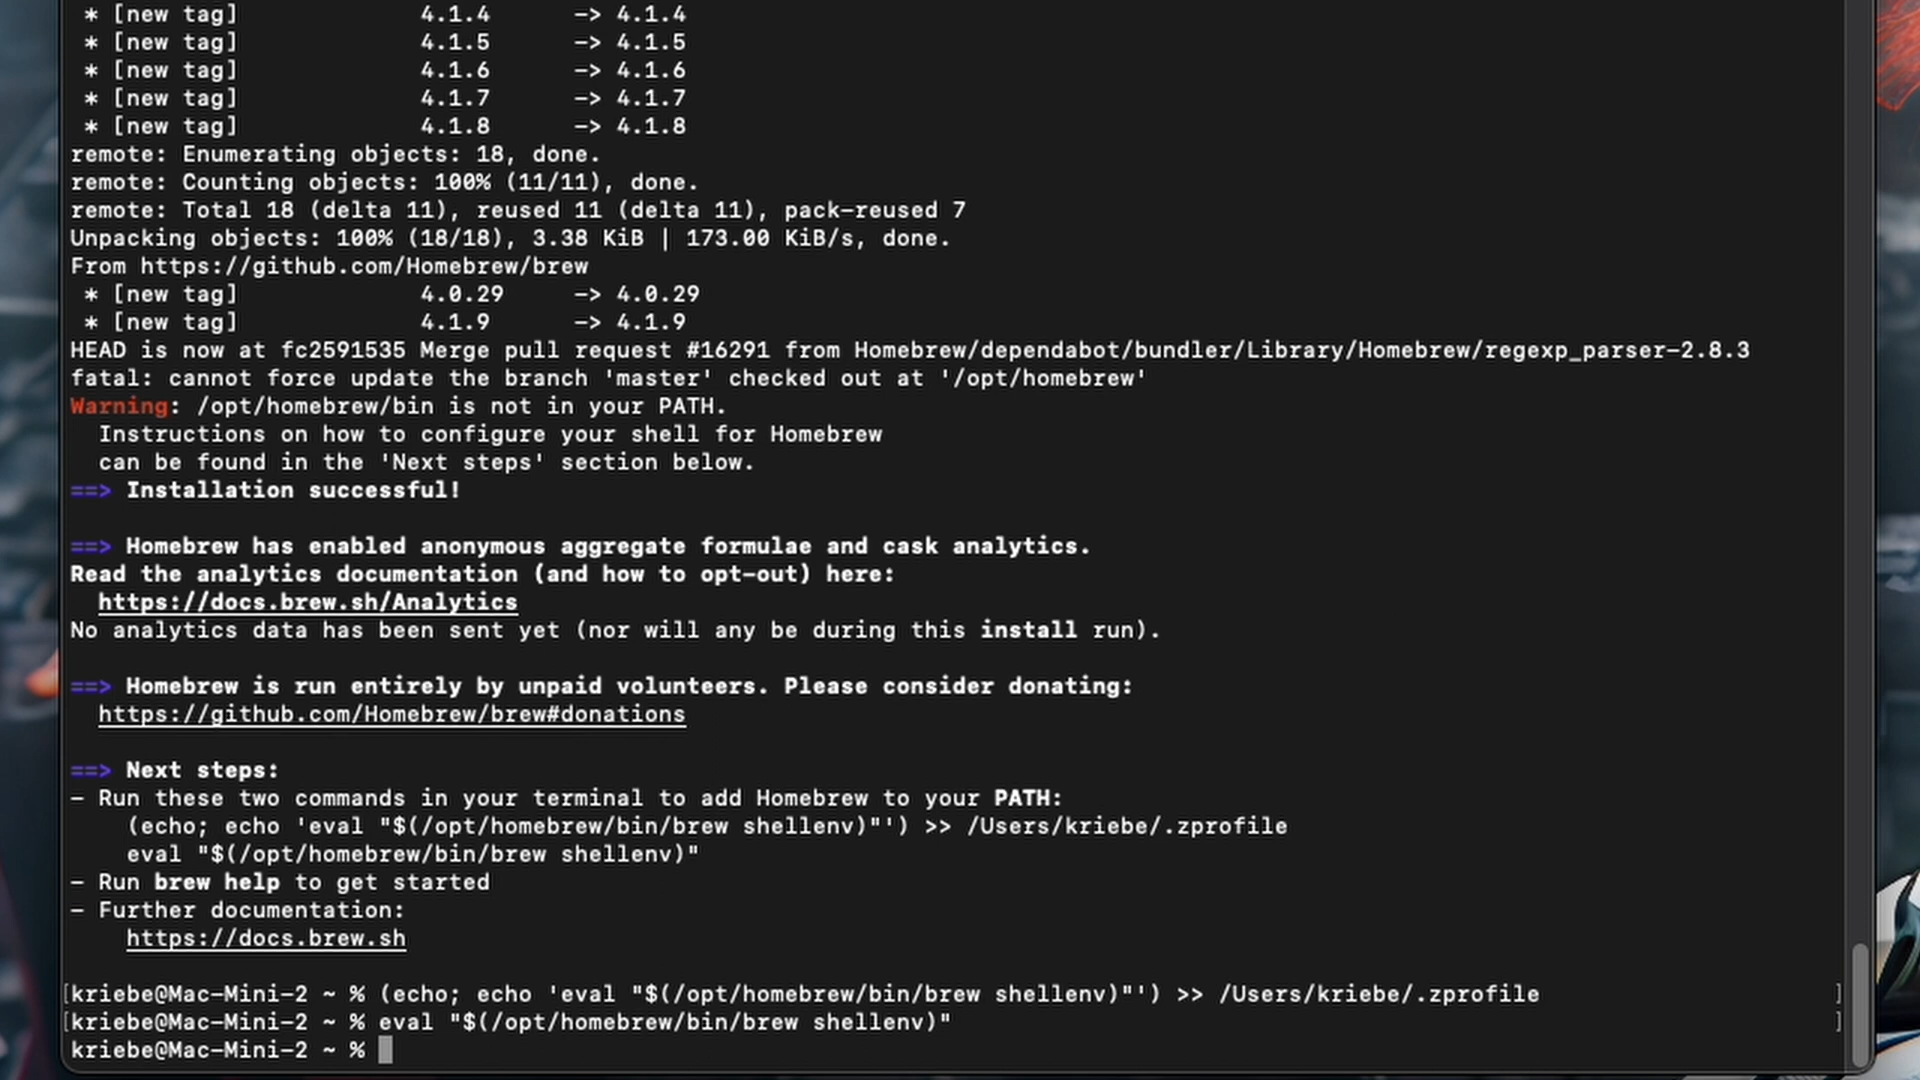 * [new tag] 4.1.4 -> 4.1.4
* [new tag] 4.1.5 -> 4.1.5
* [new tag] 4.1.6 -> 4.1.6
* [new tag] 4.1.7 -> 4.1.7
* [new tag] 4.1.8 -> 4.1.8
remote: Enumerating objects: 18, done.
remote: Counting objects: 100% (11/11), done.
remote: Total 18 (delta 11), reused 11 (delta 11), pack-reused 7
Unpacking objects: 100% (18/18), 3.38 KiB | 173.00 KiB/s, done.
From https://github.com/Homebrew/brew
* [new tag] 4.0.29 -> 4.0.29
* [new tag] 4.1.9 -> 4.1.9
HEAD is now at fc2591535 Merge pull request #16291 from Homebrew/dependabot/bundler/Library/Homebrew/regexp_parser-2.8.3
fatal: cannot force update the branch 'master' checked out at '/opt/homebrew'
Warning: /opt/homebrew/bin is not in your PATH.
Instructions on how to configure your shell for Homebrew
can be found in the 'Next steps' section below.
==> Installation successful!
==> Homebrew has enabled anonymous aggregate formulae and cask analytics.
Read the analytics documentation (and how to opt-out) here:
https://docs.brew.sh/Analytics
No analytics data has been sent yet (nor will any be during this install run).
==> Homebrew is run entirely by unpaid volunteers. Please consider donating:
https://github.com/Homebrew/brew#donations
==> Next steps:
- Run these two commands in your terminal to add Homebrew to your PATH:
(echo; echo 'eval "$(/opt/homebrew/bin/brew shellenv)"') >> /Users/kriebe/.zprofile
eval "$(/opt/homebrew/bin/brew shellenv)"
- Run brew help to get started
- Further documentation:
https://docs.brew.sh
[kriebe@Mac-Mini-2 ~ % (echo; echo 'eval "$(/opt/homebrew/bin/brew shellenv)"') >> /Users/kriebe/.zprofile ]
[kriebe@Mac-Mini-2 ~ % eval "$(/opt/homebrew/bin/brew shellenv)" ]
kriebe@Mac-Mini-2 ~ %